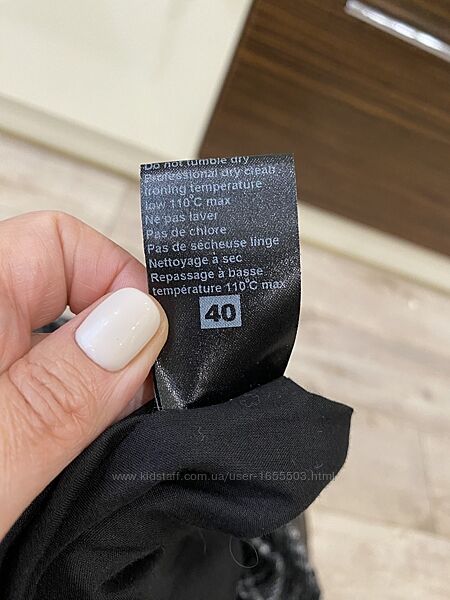 Do not tumble dry
Professional dry clean
Ironing temperature
low 110°C max
Ne pas laver
Pas de chlore
Pas de sécheuse linge
Nettoyage à sec
Repassage à basse
température 110°C max
40
www.kidstaff.com.ua/user-1655503.html